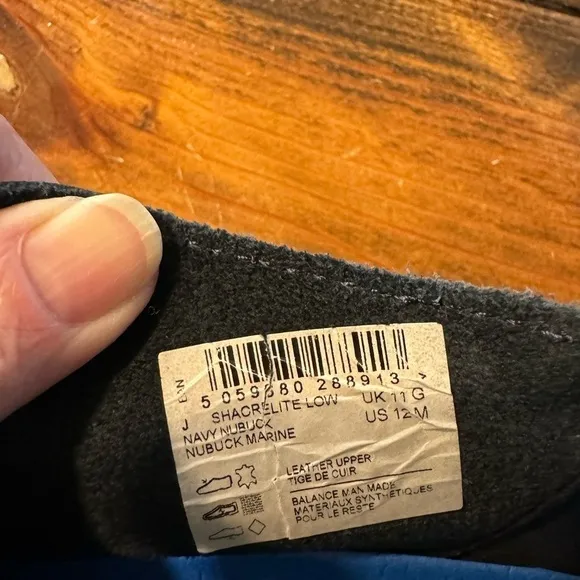 5 059880 288913 >
J SHACRELITE LOW UK 11 G
NAVY NUBUCK US 12 M
NUBUCK MARINE
LEATHER UPPER
TIGE DE CUIR
BALANCE MAN MADE
MATERIAUX SYNTHETIQUES
POUR LE RESTE